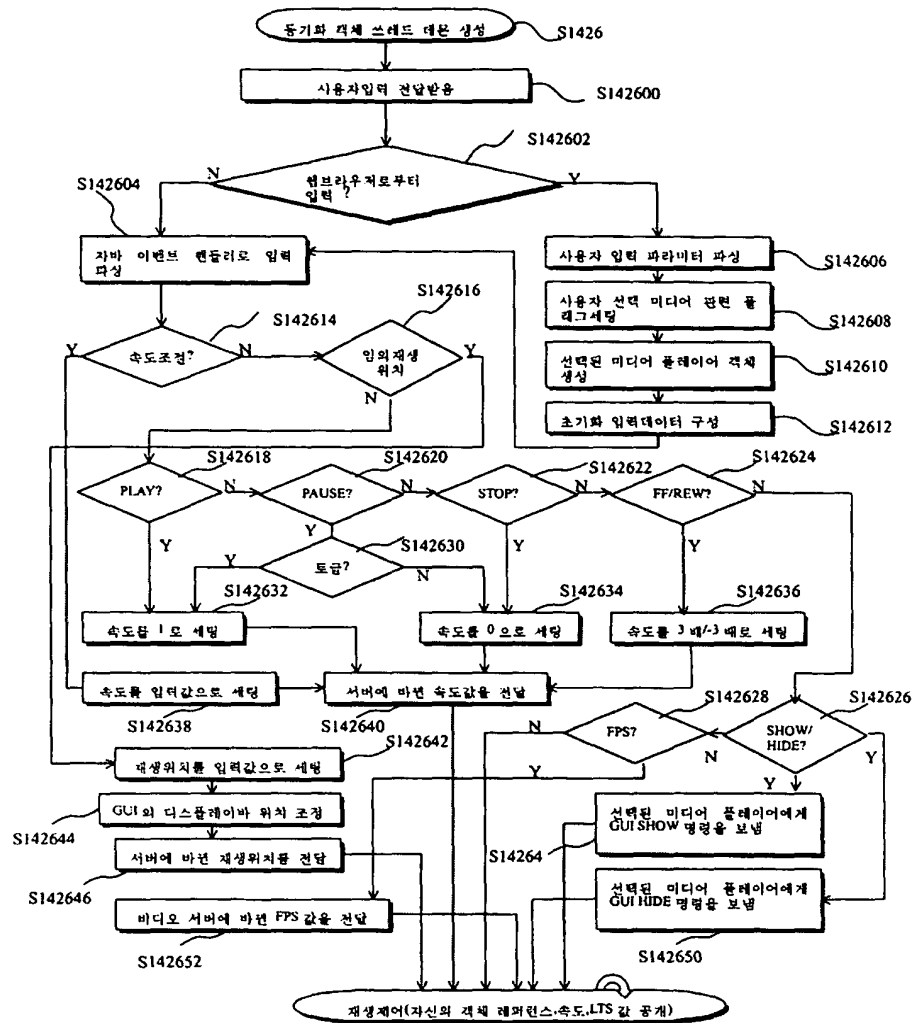 동기화 객체 쓰레드 데몬 생성
S1426
사용자입력 전달받음
S142600
S142602
웹브라우저로부터
입력 ?
N
Y
S142604
자바 이벤트 핸들러로 입력
파싱
사용자 입력 파라미터 파싱
S142606
사용자 선택 미디어 관련 플
래그세팅
S142608
선택된 미디어 플레이어 객체
생성
S142610
초기화 입력데이터 구성
S142612
S142614
속도조정?
Y
N
S142616
임의재생
위치
Y
N
S142618
PLAY?
N
Y
S142620
PAUSE?
N
Y
S142622
STOP?
N
Y
S142624
FF/REW?
N
Y
S142630
토글?
Y
N
S142632
속도를 1로 세팅
S142634
속도를 0으로 세팅
S142636
속도를 3배/-3배로 세팅
속도를 입력값으로 세팅
S142638
서버에 바뀐 속도값을 전달
S142640
S142628
FPS?
N
Y
S142626
SHOW/
HIDE?
N
Y
Y
S142642
재생위치를 입력값으로 세팅
GUI의 디스플레이바 위치 조정
S142644
서버에 바뀐 재생위치를 전달
S142646
선택된 미디어 플레이어에게
GUI SHOW 명령을 보냄
S14264
선택된 미디어 플레이어에게
GUI HIDE 명령을 보냄
S142650
비디오 서버에 바뀐 FPS 값을 전달
S142652
재생제어(자신의 객체 레퍼런스,속도,LTS 값 공개)